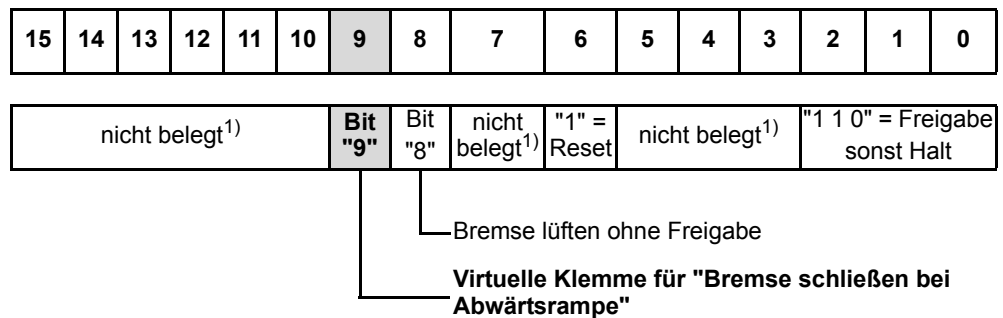 15 14 13 12 11 10 9 8 7 6 5 4 3 2 1 0
nicht belegt1) Bit "9" Bit "8" nicht belegt1) "1" = Reset nicht belegt1) "1 1 0" = Freigabe sonst Halt
Bremse lüften ohne Freigabe
Virtuelle Klemme für "Bremse schließen bei
Abwärtsrampe"